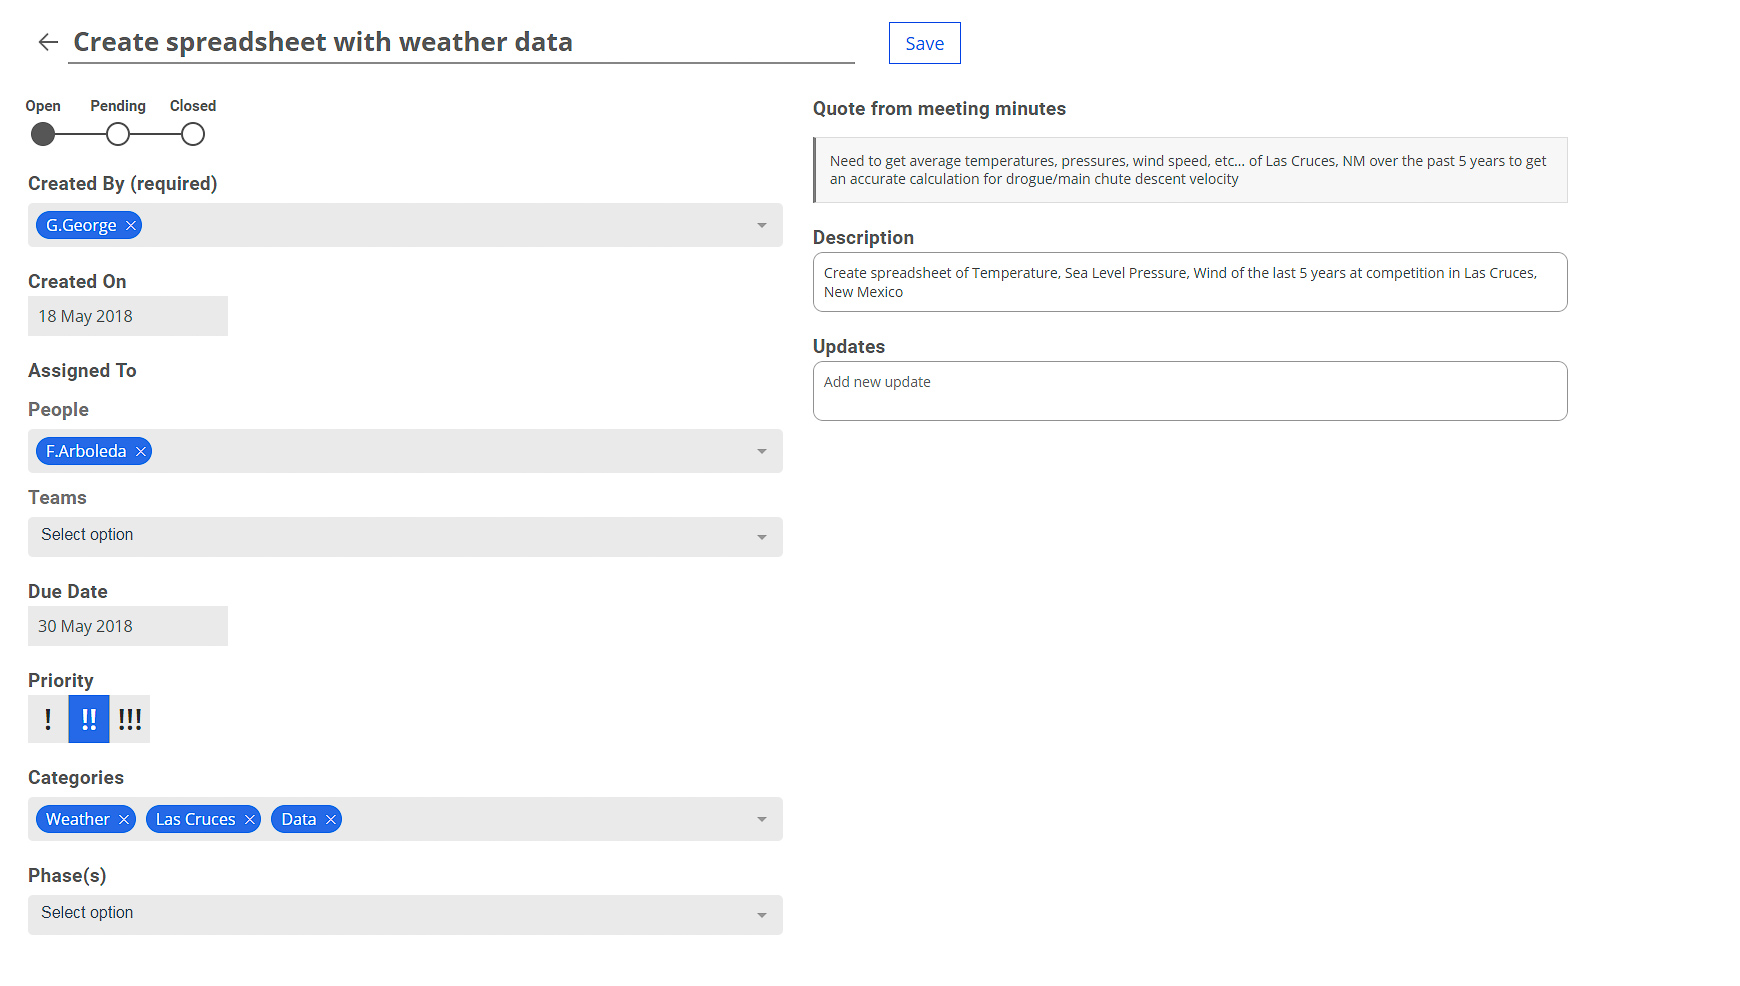 Create spreadsheet with weather data
Save
Open Pending Closed
Created By (required)
G.George
Created On
18 May 2018
Assigned To
People
F.Arboleda
Teams
Select option
Due Date
30 May 2018
Priority
! !! !!!
Categories
Weather Las Cruces Data
Phase(s)
Select option
Quote from meeting minutes
Need to get average temperatures, pressures, wind speed, etc... of Las Cruces, NM over the past 5 years to get
an accurate calculation for drogue/main chute descent velocity
Description
Create spreadsheet of Temperature, Sea Level Pressure, Wind of the last 5 years at competition in Las Cruces,
New Mexico
Updates
Add new update